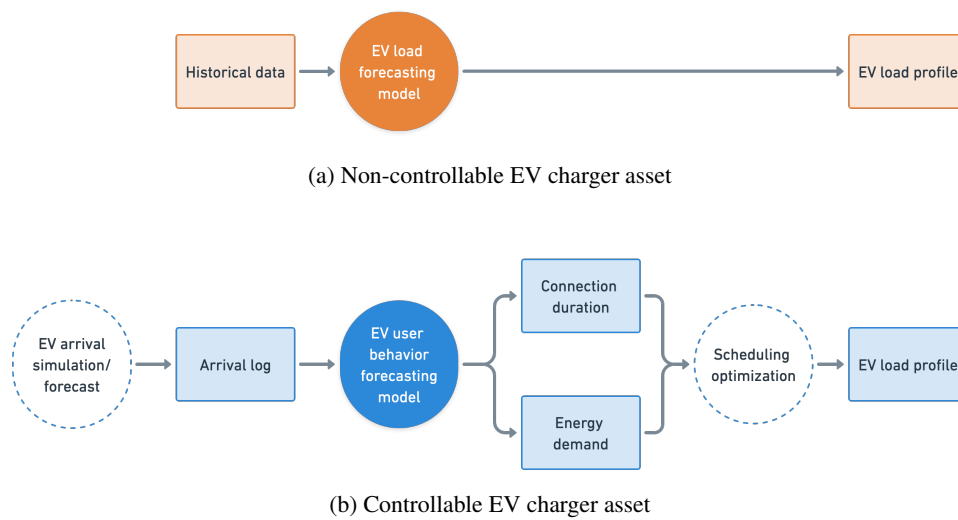 Historical data
EV load
forecasting
model
EV load profile
(a) Non-controllable EV charger asset
EV arrival
simulation/
forecast
Arrival log
EV user
behavior
forecasting
model
Connection
duration
Energy
demand
Scheduling
optimization
EV load profile
(b) Controllable EV charger asset